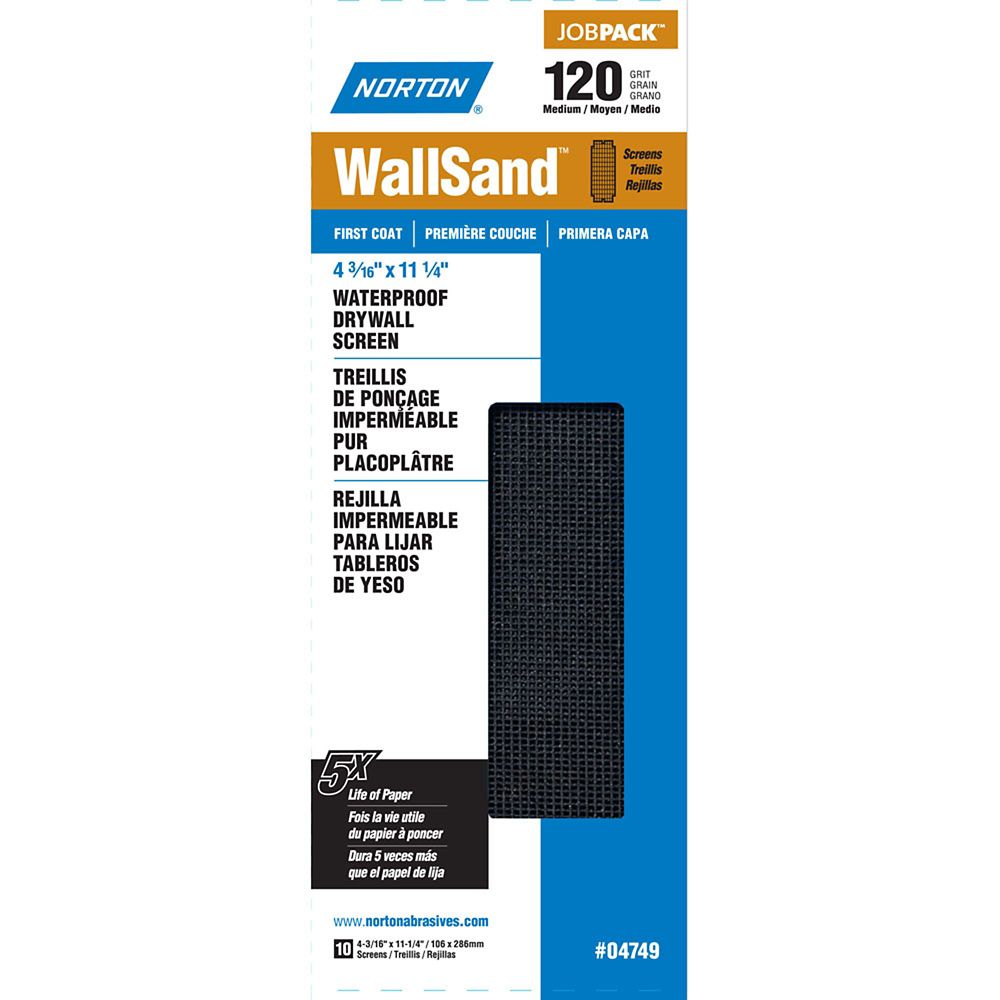 JOBPACK™
NORTON®
120 GRIT
GRAIN
GRANO
Medium / Moyen / Medio
WallSand™
Screens
Treillis
Rejillas
FIRST COAT | PREMIÈRE COUCHE | PRIMERA CAPA
4 3/16" x 11 1/4"
WATERPROOF
DRYWALL
SCREEN
TREILLIS
DE PONÇAGE
IMPERMÉABLE
PUR
PLACOPLÂTRE
REJILLA
IMPERMEABLE
PARA LIJAR
TABLEROS
DE YESO
5X
Life of Paper
Fois la vie utile
du papier à poncer
Dura 5 veces más
que el papel de lija
www.nortonabrasives.com
10 4-3/16" x 11-1/4" / 106 x 286mm
Screens / Treillis / Rejillas
#04749